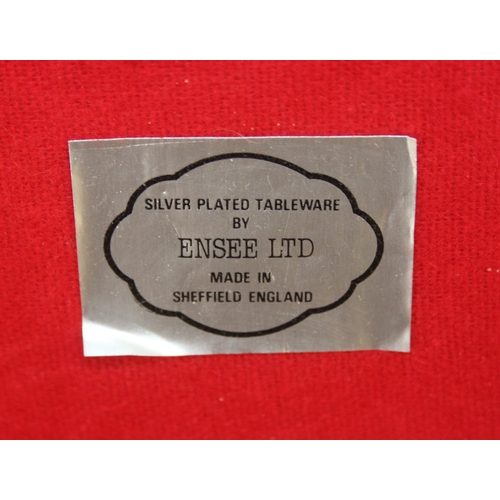 SILVER PLATED TABLEWARE
BY
ENSEE LTD
MADE IN
SHEFFIELD ENGLAND